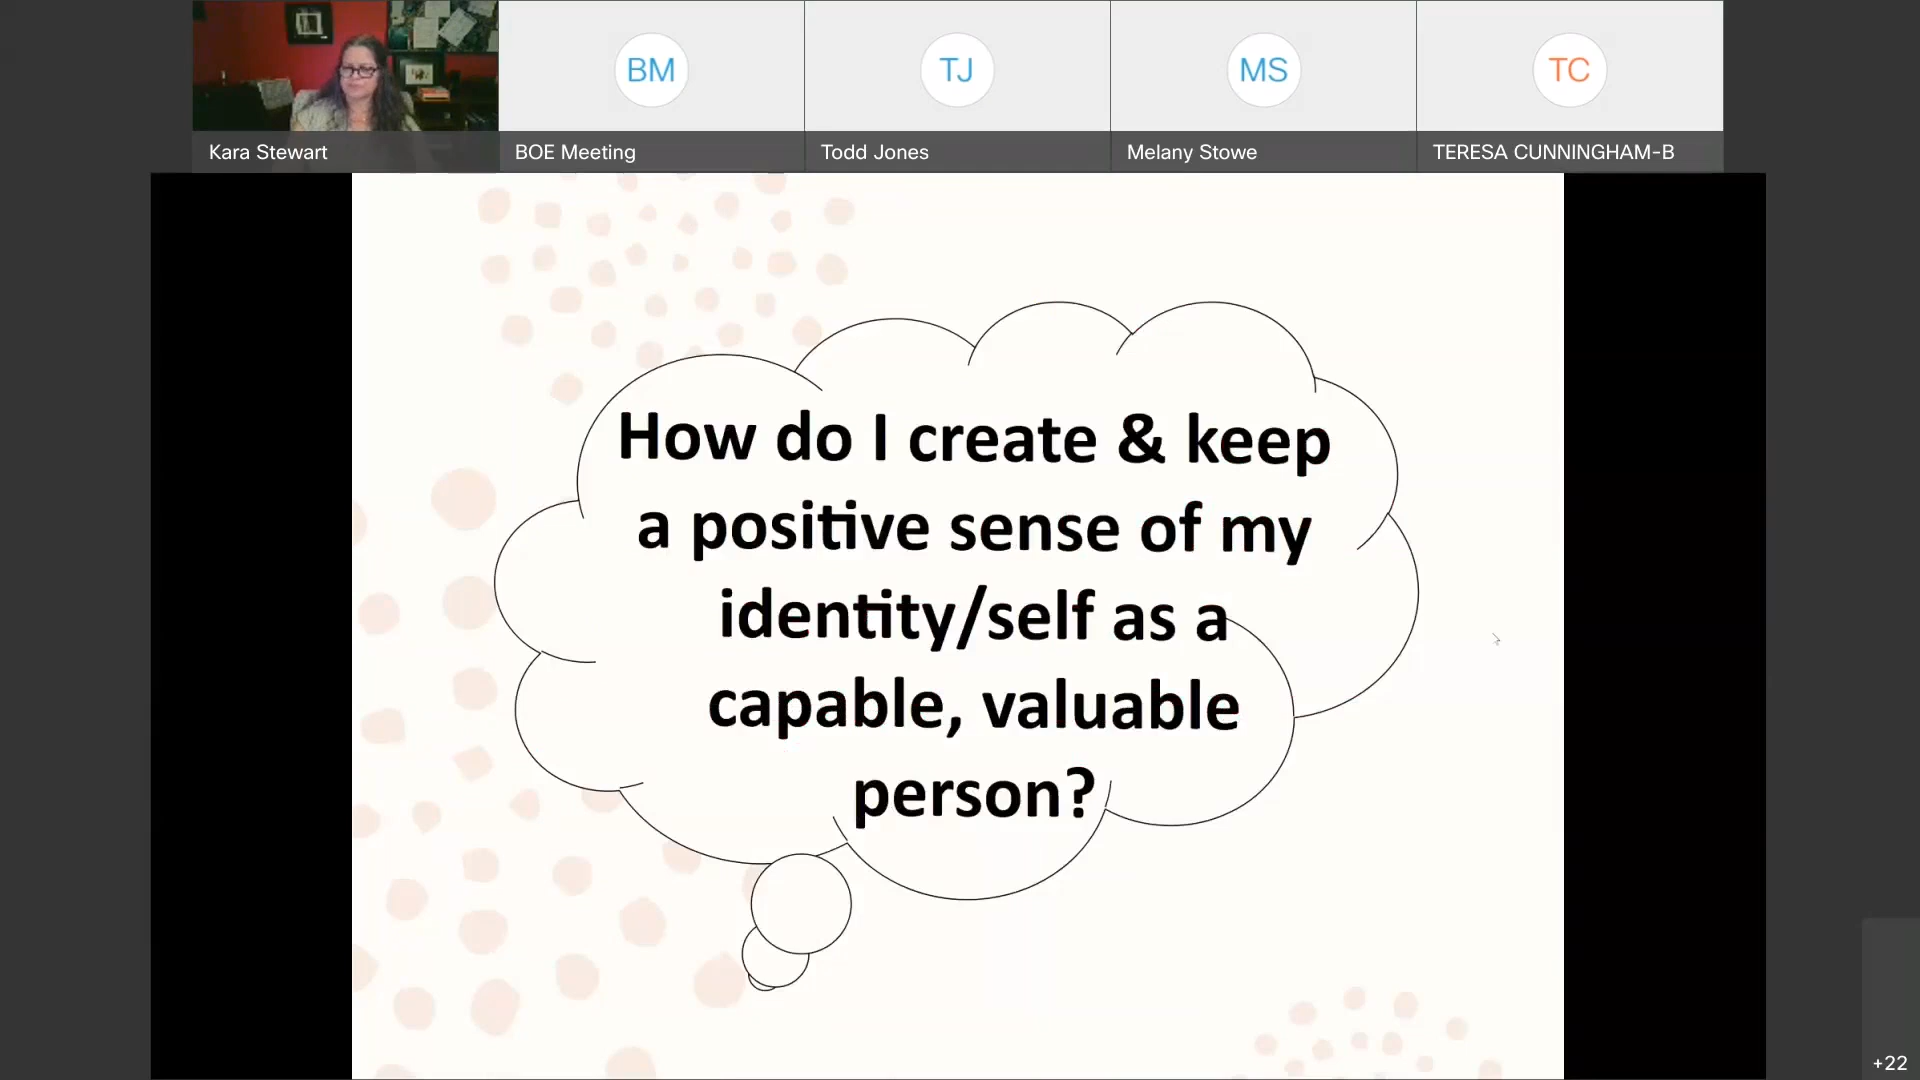 BM
TJ
MS
TC
Kara Stewart
BOE Meeting
Todd Jones
Melany Stowe
TERESA CUNNINGHAM-B
How do I create & keep
a positive sense of my
identity/self as a
capable, valuable
person?
+22